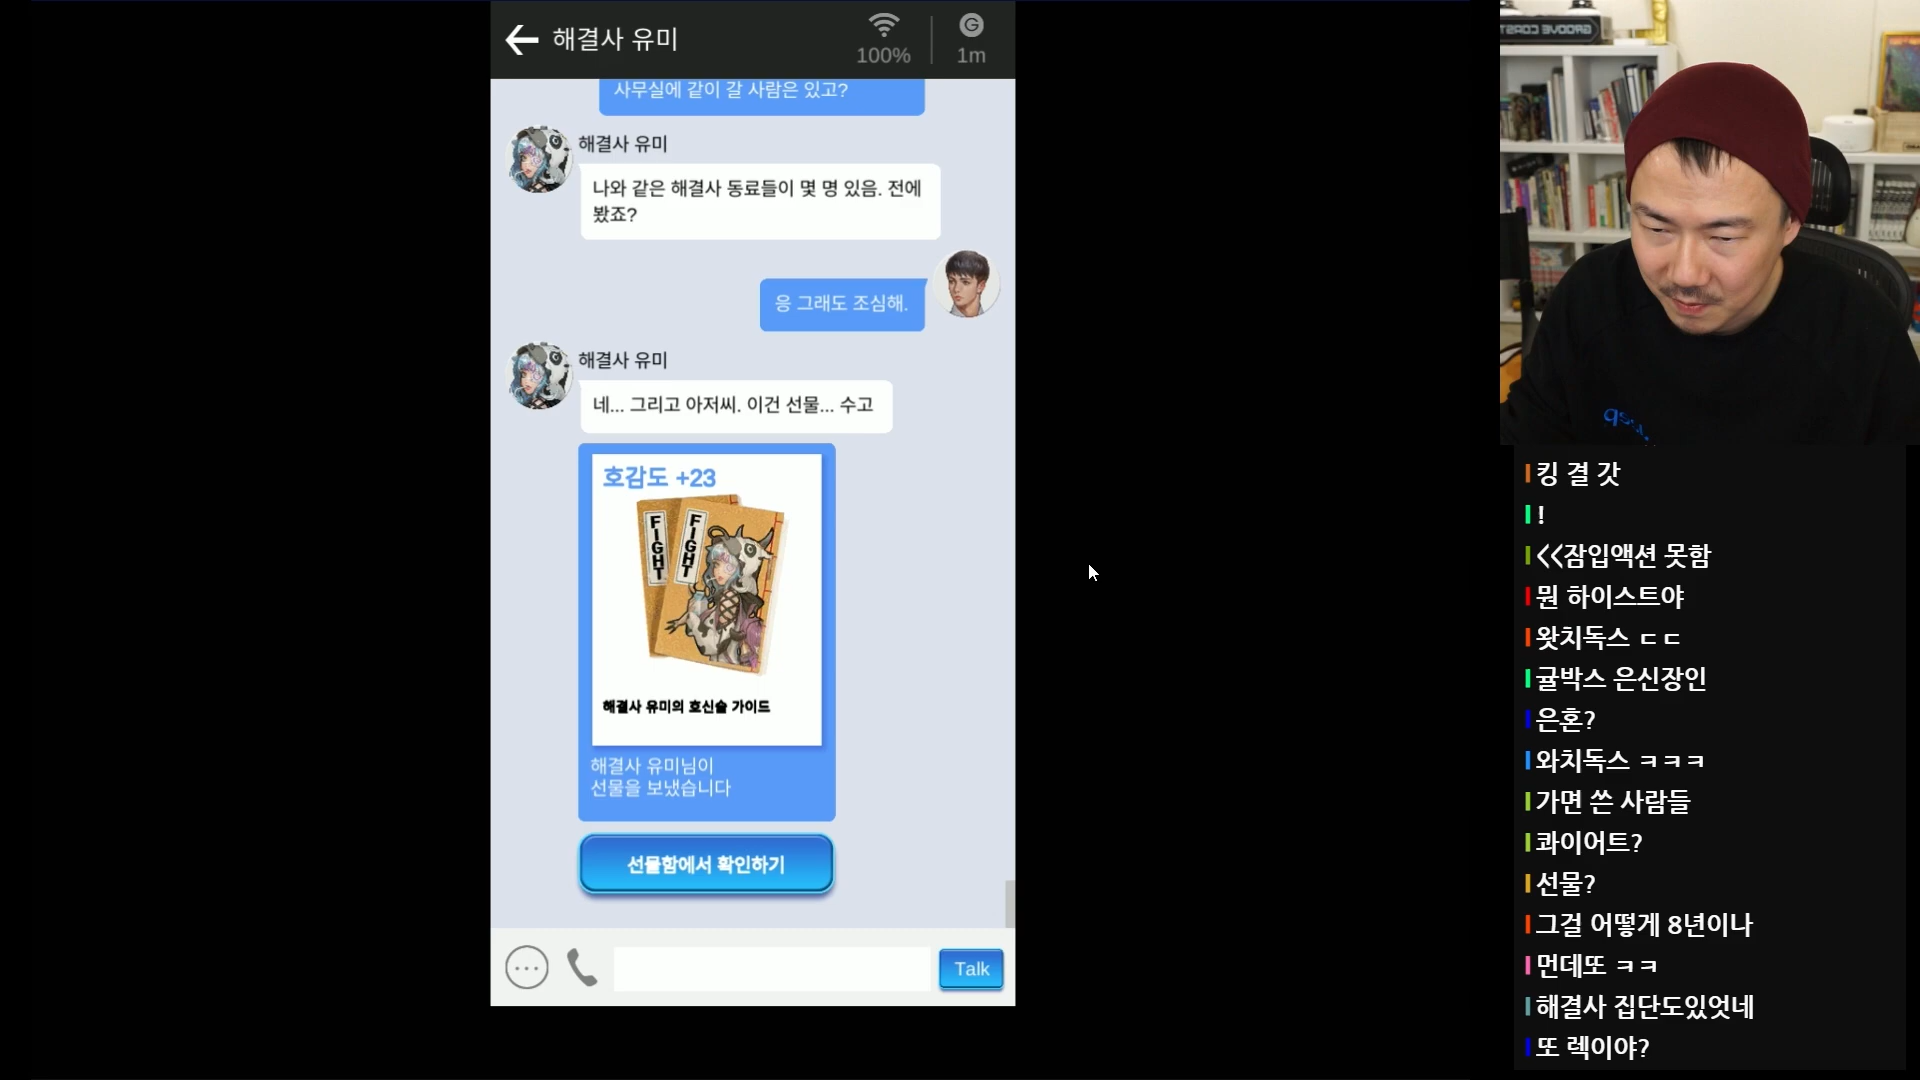 해결사 유미
100%
G
1m
사무실에 같이 갈 사람은 있고?
해결사 유미
나와 같은 해결사 동료들이 몇 명 있음. 전에
봤죠?
응 그래도 조심해.
해결사 유미
네... 그리고 아저씨. 이건 선물... 수고
호감도 +23
FIGHT
FIGHT
해결사 유미의 호신술 가이드
해결사 유미님이
선물을 보냈습니다
선물함에서 확인하기
Talk
GROOVE COAST
킹 결 갓
!
<<잠입액션 못함
뭔 하이스트야
왓치독스 ㄷㄷ
귤박스 은신장인
은혼?
와치독스 ㅋㅋㅋ
가면 쓴 사람들
콰이어트?
선물?
그걸 어떻게 8년이나
먼데또 ㅋㅋ
해결사 집단도있엇네
또 렉이야?